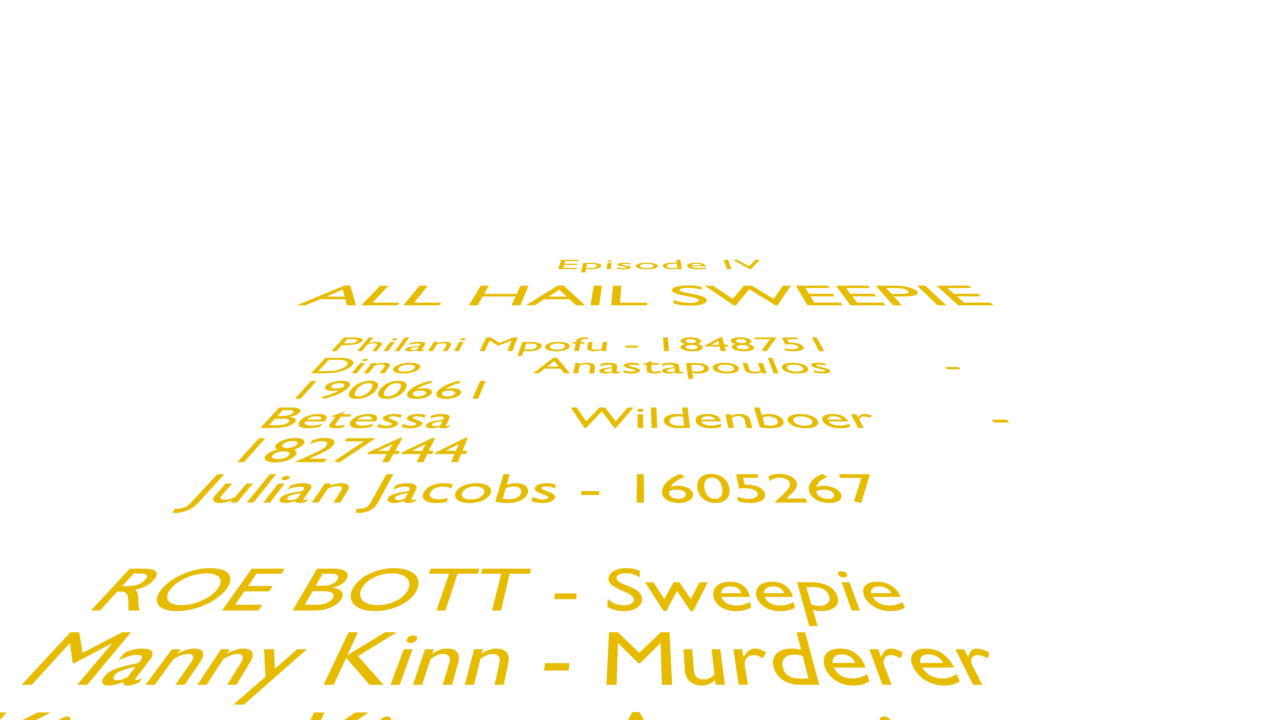 Episode IV
ALL HAIL SWEEPIE
Philani Mpofu - 1848751
Dino Anastapoulos -
1900661
Betessa Wildenboer -
1827444
Julian Jacobs - 1605267
ROE BOTT - Sweepie
Manny Kinn - Murderer